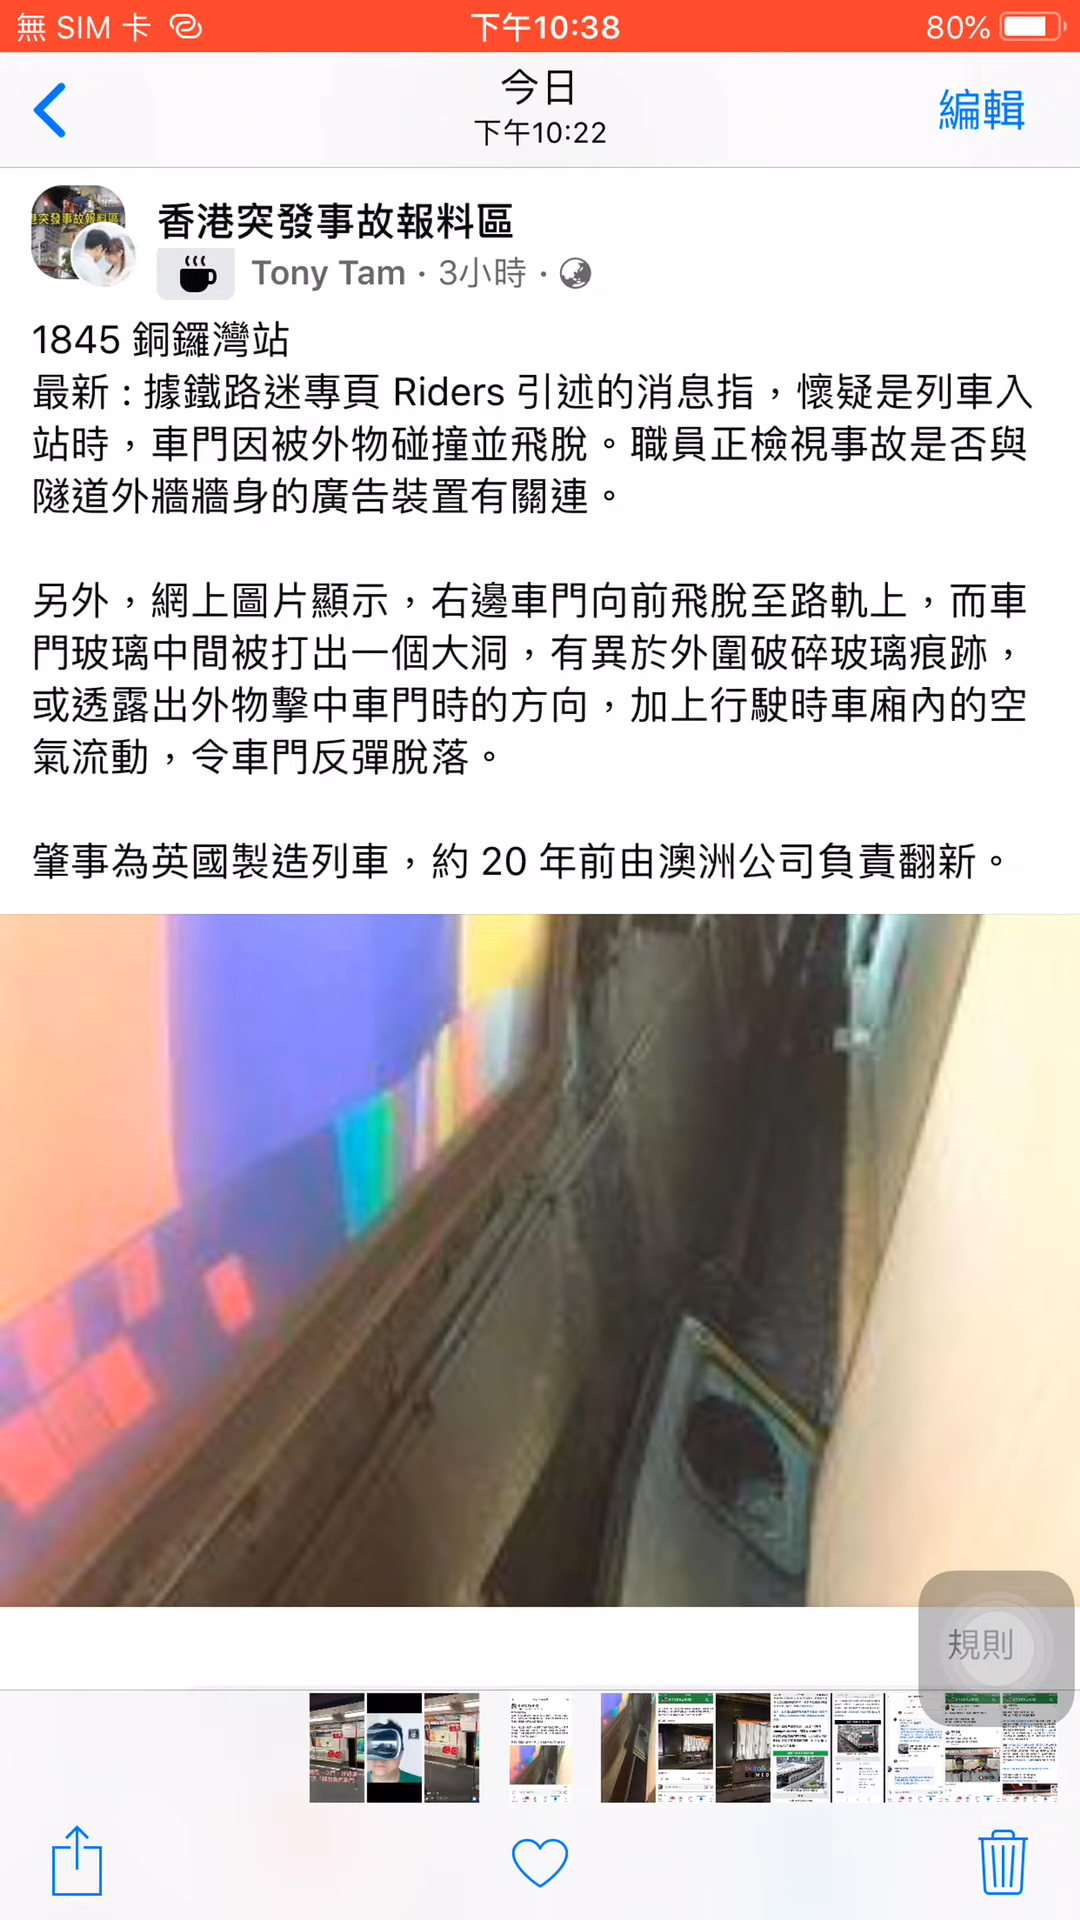 無 SIM 卡
下午10:38
80%
今日
下午10:22
編輯
香港突發事故報料區
Tony Tam · 3小時 ·
1845 銅鑼灣站
最新 : 據鐵路迷專頁 Riders 引述的消息指，懷疑是列車入
站時，車門因被外物碰撞並飛脫。職員正檢視事故是否與
隧道外牆牆身的廣告裝置有關連。
另外，網上圖片顯示，右邊車門向前飛脫至路軌上，而車
門玻璃中間被打出一個大洞，有異於外圍破碎玻璃痕跡，
或透露出外物擊中車門時的方向，加上行駛時車廂內的空
氣流動，令車門反彈脫落。
肇事為英國製造列車，約 20 年前由澳洲公司負責翻新。
規則